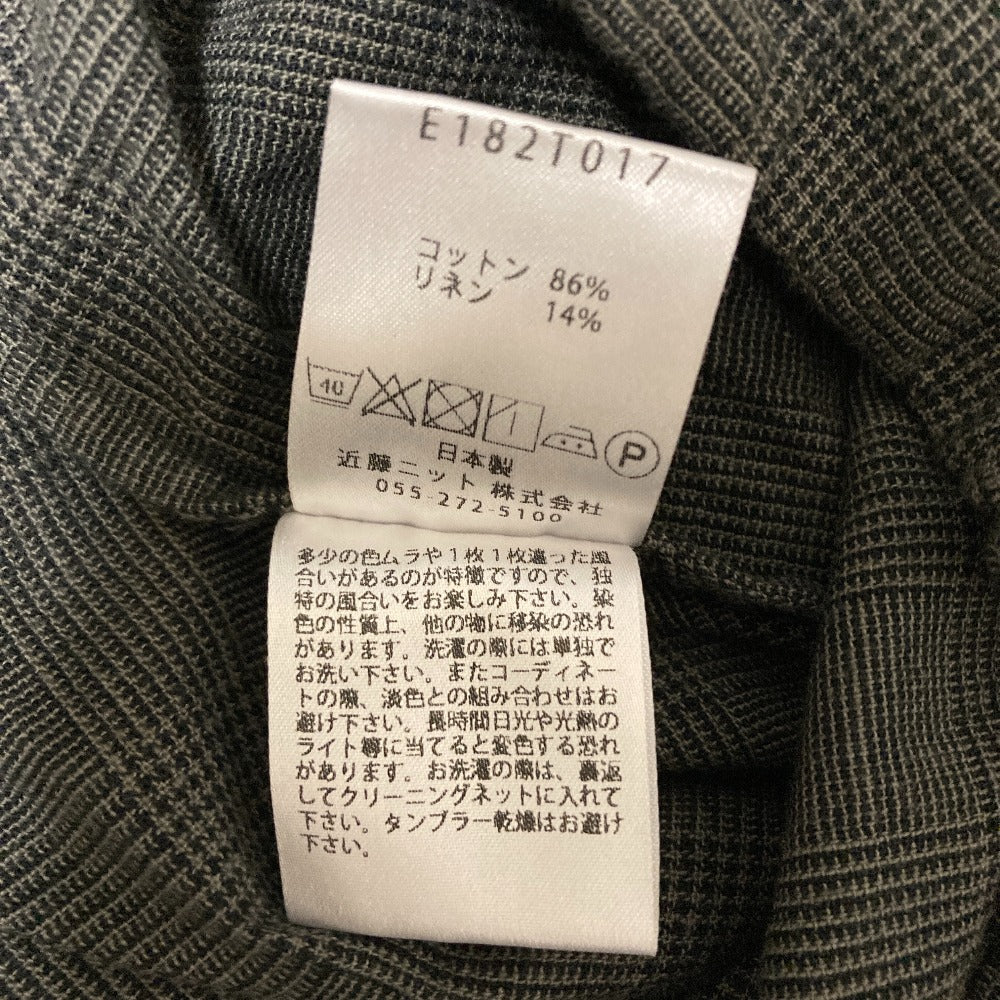 E182T017
コットン 86%
リネン 14%
40
P
日本製
近藤ニット 株式会社
055-272-5100
多少の色ムラや1枚1枚違った風
合いがあるのが特徴ですので、独
特の風合いをお楽しみ下さい。染
色の性質上、他の物に移染の恐れ
があります。洗濯の際には単独で
お洗い下さい。またコーディネー
トの際、淡色との組み合わせはお
避け下さい。長時間日光や光熱の
ライト等に当てると変色する恐れ
があります。お洗濯の際は、裏返
してクリーニングネットに入れて
下さい。タンブラー乾燥はお避け
下さい。